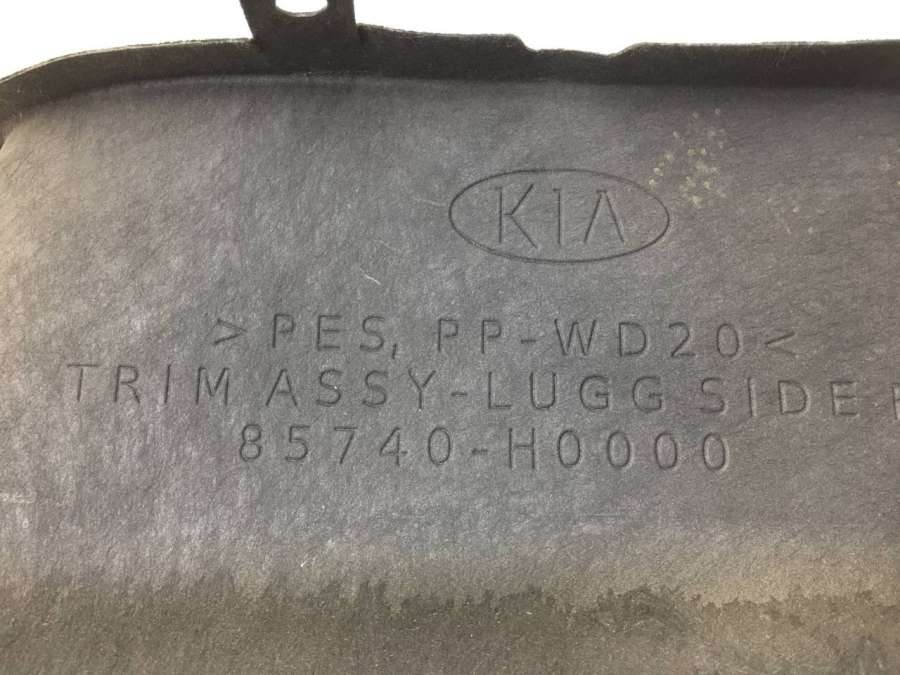 KIA
>PES, PP-WD20<
TRIM ASSY-LUGG SIDE
85740-H0000